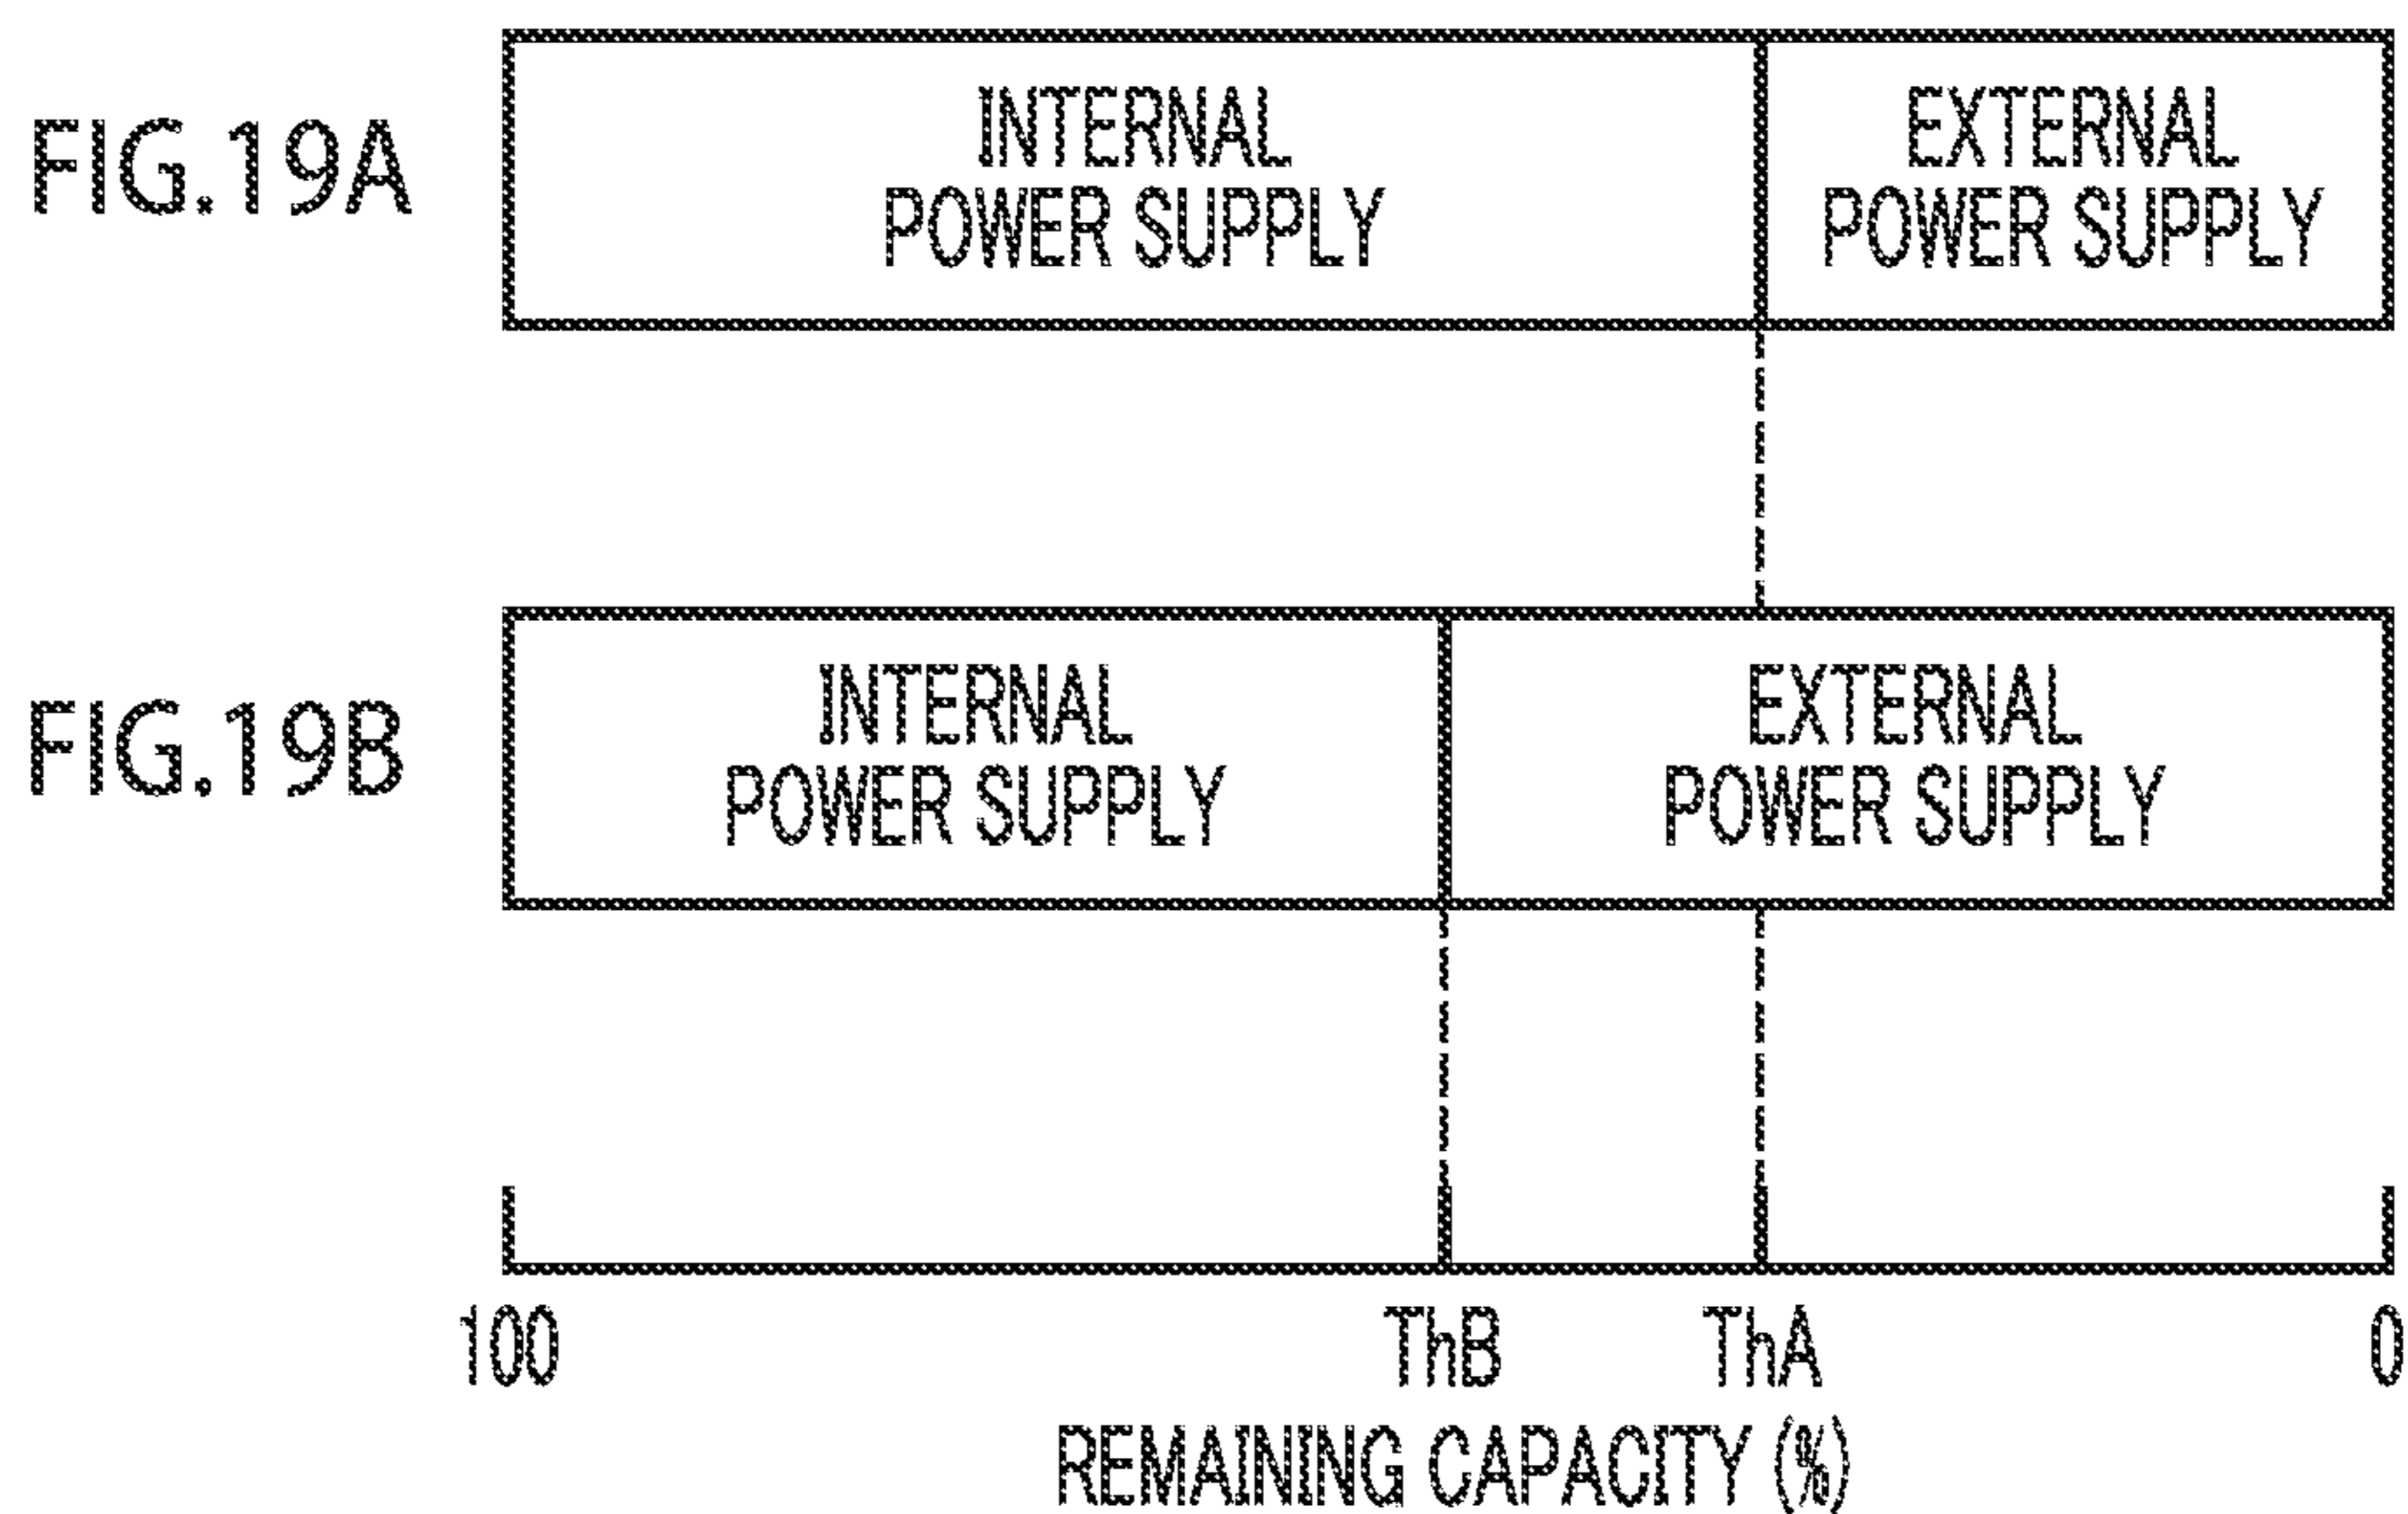 FIG.19A
INTERNAL
POWER SUPPLY
EXTERNAL
POWER SUPPLY
FIG.19B
INTERNAL
POWER SUPPLY
EXTERNAL
POWER SUPPLY
100 ThB ThA 0
REMAINING CAPACITY (%)